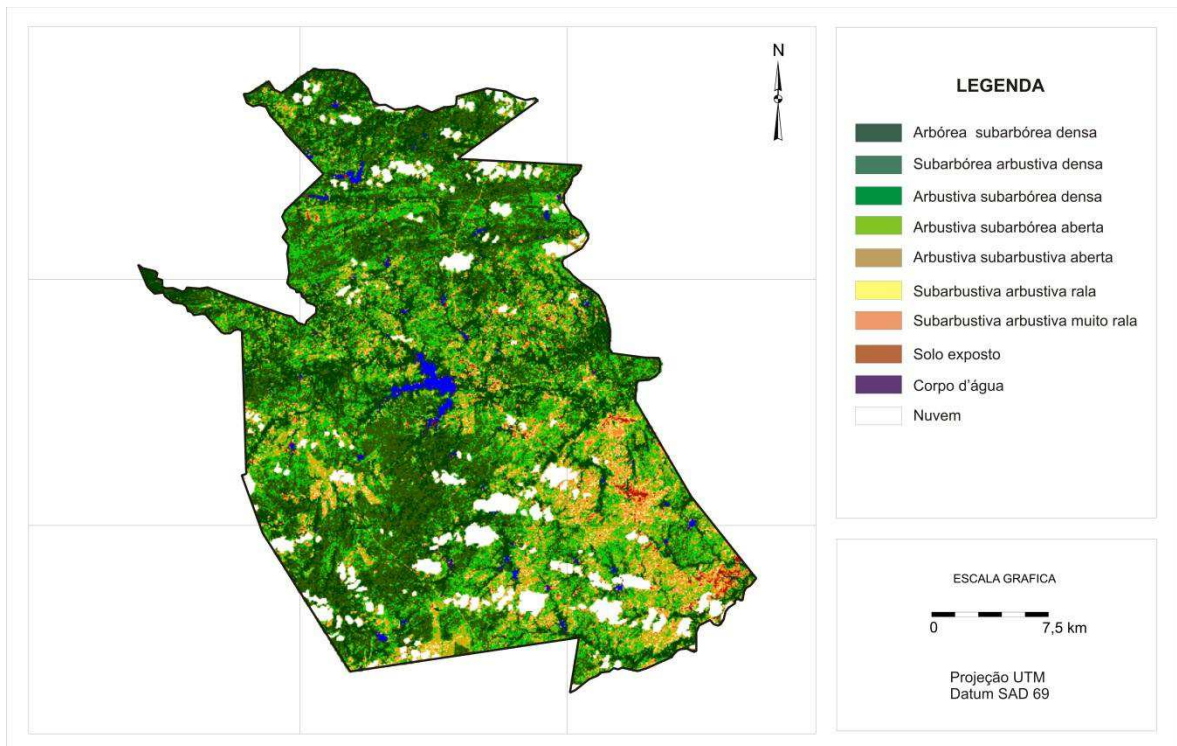 N
LEGENDA
Arbórea subarbórea densa
Subarbórea arbustiva densa
Arbustiva subarbórea densa
Arbustiva subarbórea aberta
Arbustiva subarbustiva aberta
Subarbustiva arbustiva rala
Subarbustiva arbustiva muito rala
Solo exposto
Corpo d'água
Nuvem
ESCALA GRAFICA
0 7,5 km
Projeção UTM
Datum SAD 69